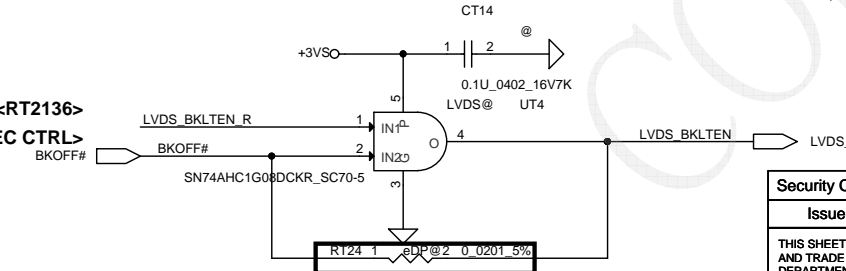 CT14
@
+3VS
1
2
0.1U_0402_16V7K
LVDS@ UT4
5
<RT2136>
LVDS_BKLTEN_R
1
IN1
P
EC CTRL>
BKOFF#
BKOFF#
2
IN2
G
O
4
LVDS_BKLTEN
LVDS_
SN74AHC1G08DCKR_SC70-5
3
RT24 1 eDP@ 2 0_0201_5%
Security C
Issue
THIS SHEET
AND TRADE
DEPARTMEN